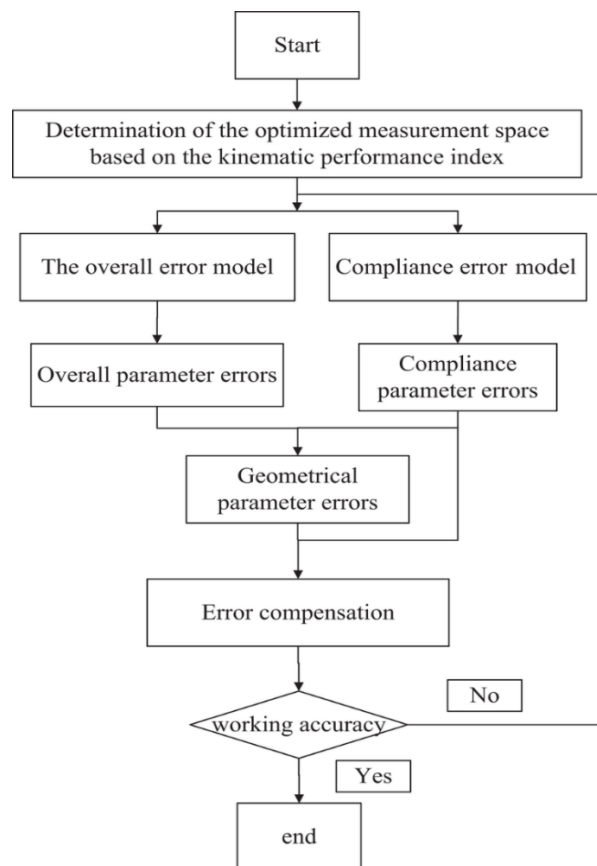 Start
Determination of the optimized measurement space
based on the kinematic performance index
The overall error model
Compliance error model
Overall parameter errors
Compliance
parameter errors
Geometrical
parameter errors
Error compensation
working accuracy
No
Yes
end